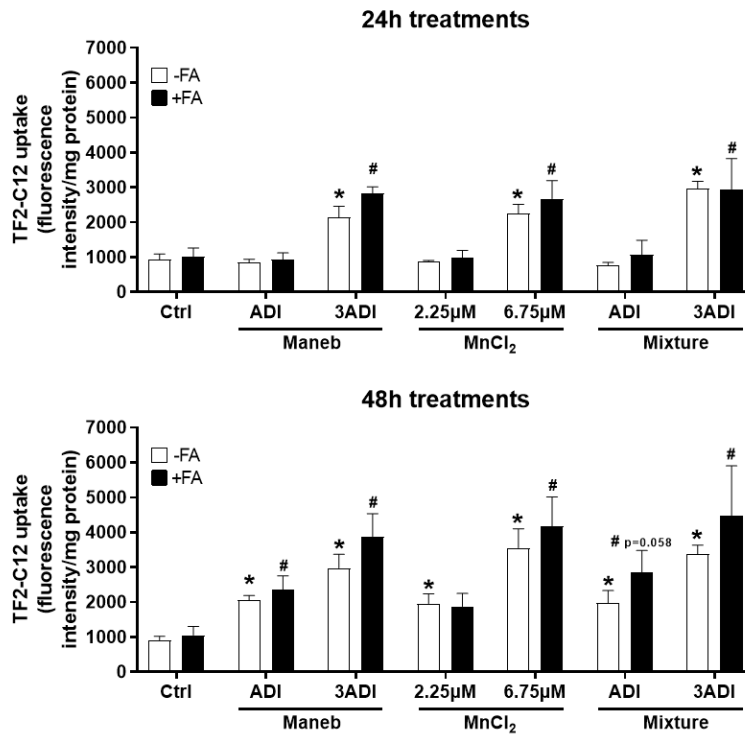 24h treatments
TF2-C12 uptake
(fluorescence
intensity/mg protein)
7000
6000
5000
4000
3000
2000
1000
0
-FA
+FA
* # * # * #
Ctrl ADI 3ADI 2.25µM 6.75µM ADI 3ADI
Maneb MnCl₂ Mixture
48h treatments
TF2-C12 uptake
(fluorescence
intensity/mg protein)
7000
6000
5000
4000
3000
2000
1000
0
-FA
+FA
* # * # * * # * # p=0.058 * #
Ctrl ADI 3ADI 2.25µM 6.75µM ADI 3ADI
Maneb MnCl₂ Mixture